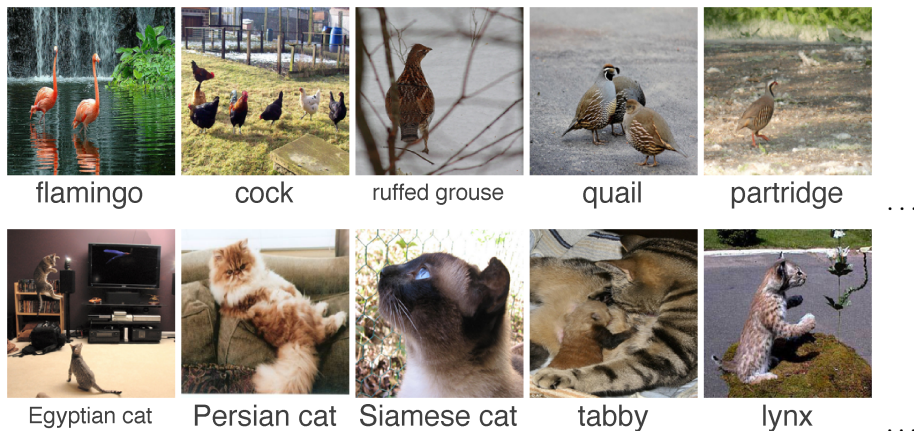 flamingo
cock
ruffed grouse
quail
partridge
...
Egyptian cat
Persian cat
Siamese cat
tabby
lynx
...